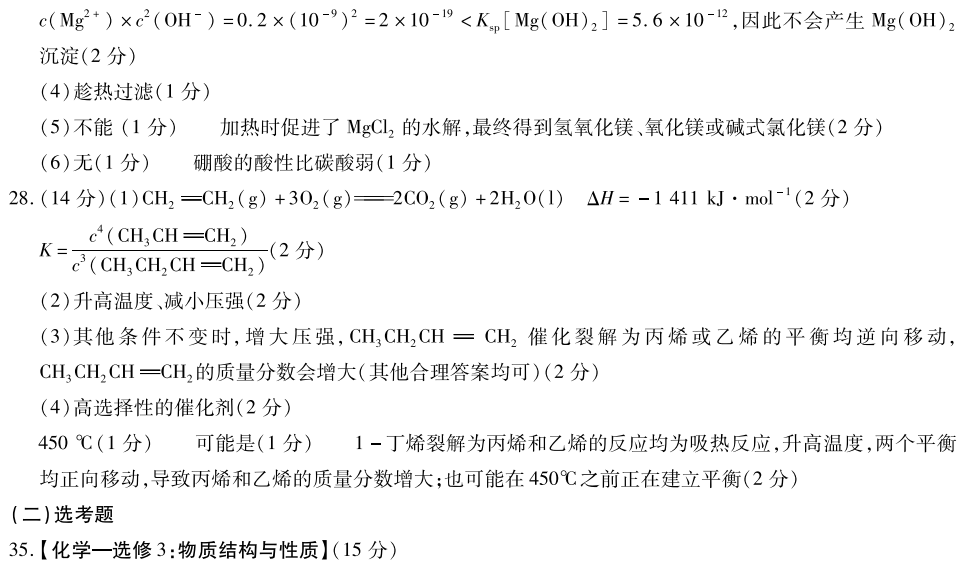 c(Mg²⁺)×c²(OH⁻)=0.2×(10⁻⁹)²=2×10⁻¹⁹<Kₛₚ[Mg(OH)₂]=5.6×10⁻¹²,因此不会产生 Mg(OH)₂
沉淀(2 分)
(4)趁热过滤(1 分)
(5)不能 (1 分) 加热时促进了 MgCl₂ 的水解,最终得到氢氧化镁、氧化镁或碱式氯化镁(2 分)
(6)无(1 分) 硼酸的酸性比碳酸弱(1 分)
28. (14 分)(1)CH₂═CH₂(g)+3O₂(g)═══2CO₂(g)+2H₂O(l) ΔH=-1 411 kJ·mol⁻¹(2 分)
K=c⁴(CH₃CH═CH₂)/c³(CH₃CH₂CH═CH₂)(2 分)
(2)升高温度、减小压强(2 分)
(3)其他条件不变时,增大压强,CH₃CH₂CH═CH₂ 催化裂解为丙烯或乙烯的平衡均逆向移动,
CH₃CH₂CH═CH₂的质量分数会增大(其他合理答案均可)(2 分)
(4)高选择性的催化剂(2 分)
450 ℃(1 分) 可能是(1 分) 1-丁烯裂解为丙烯和乙烯的反应均为吸热反应,升高温度,两个平衡
均正向移动,导致丙烯和乙烯的质量分数增大;也可能在450℃之前正在建立平衡(2 分)
(二)选考题
35.【化学—选修 3:物质结构与性质】(15 分)